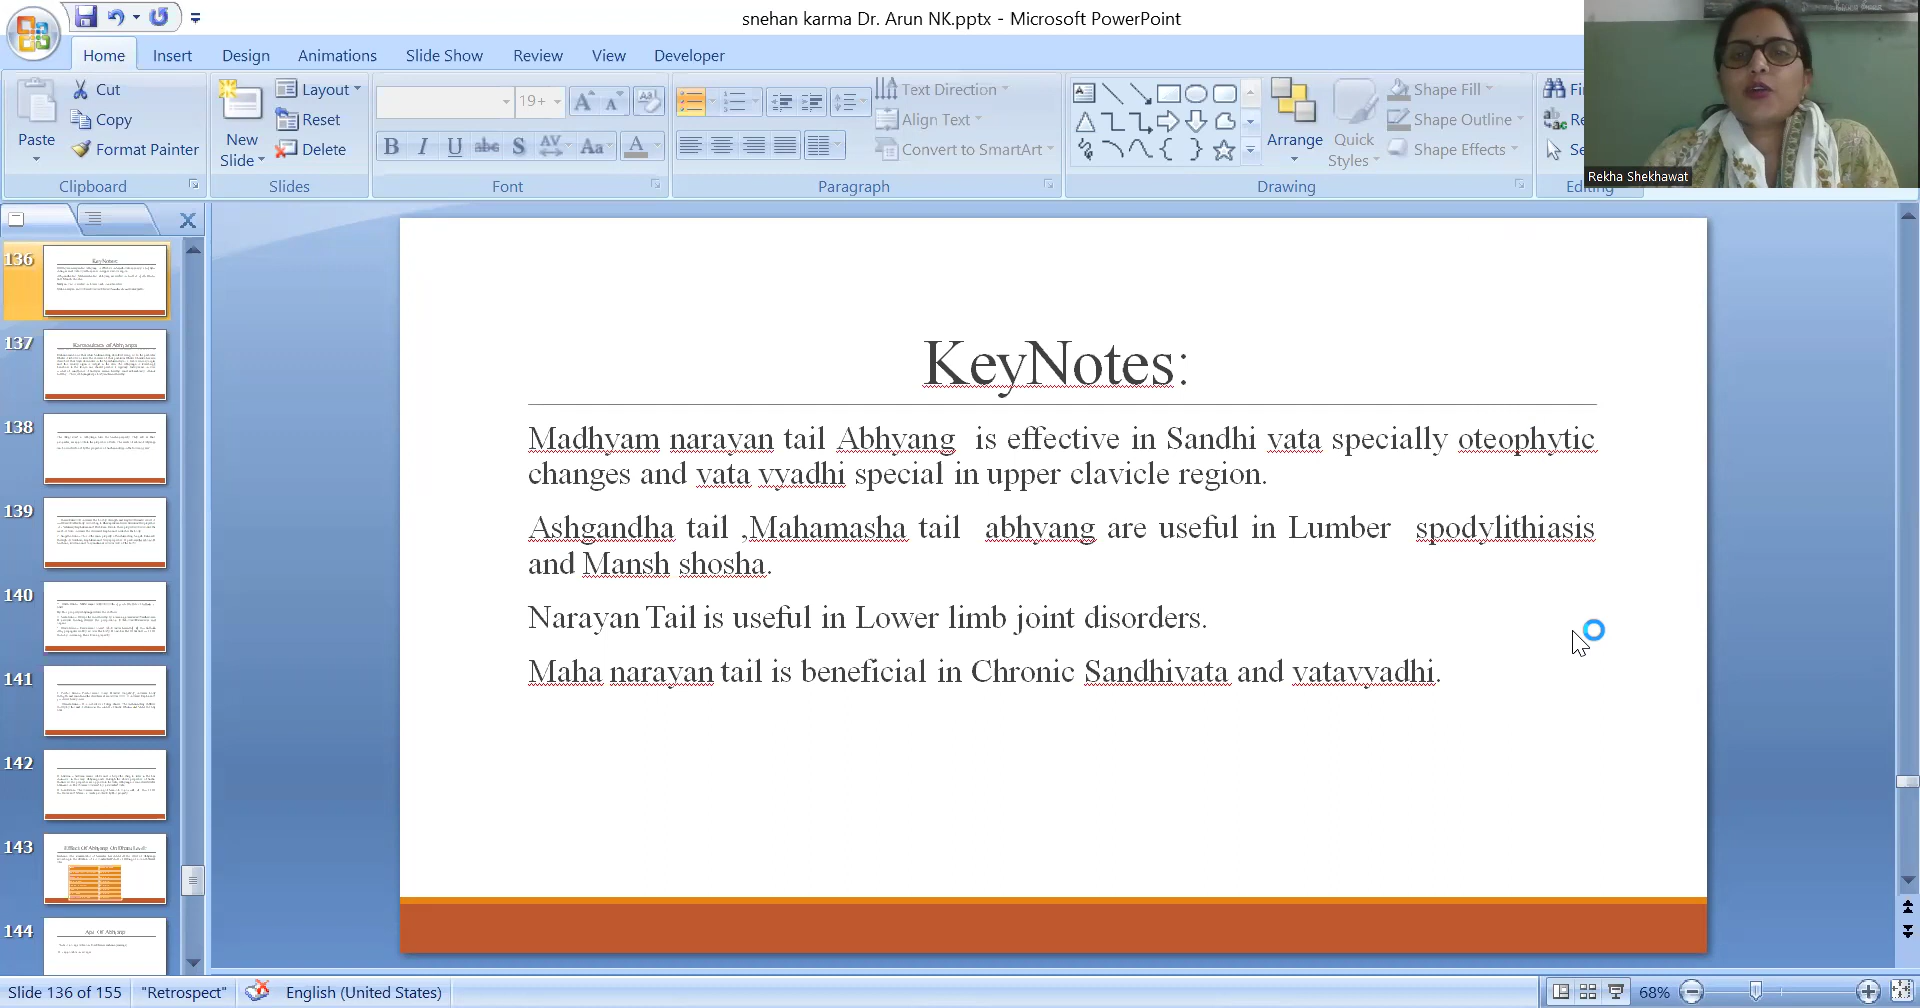 snehan karma Dr. Arun NK.pptx - Microsoft PowerPoint
Home Insert Design Animations Slide Show Review View Developer
Paste
Cut
Copy
Format Painter
Clipboard
New
Slide
Layout
Reset
Delete
Slides
19+
B I U abc S AV Aa A
Font
Text Direction
Align Text
Convert to SmartArt
Paragraph
Arrange
Quick
Styles
Shape Fill
Shape Outline
Shape Effects
Drawing
Editing
Rekha Shekhawat
136
137
138
139
140
141
142
143
144
KeyNotes:
Madhyam narayan tail Abhyang is effective in Sandhi vata specially oteophytic
changes and vata vyadhi special in upper clavicle region.
Ashgandha tail ,Mahamasha tail abhyang are useful in Lumber spodylithiasis
and Mansh shosha.
Narayan Tail is useful in Lower limb joint disorders.
Maha narayan tail is beneficial in Chronic Sandhivata and vatavyadhi.
Slide 136 of 155 "Retrospect" English (United States) 68%